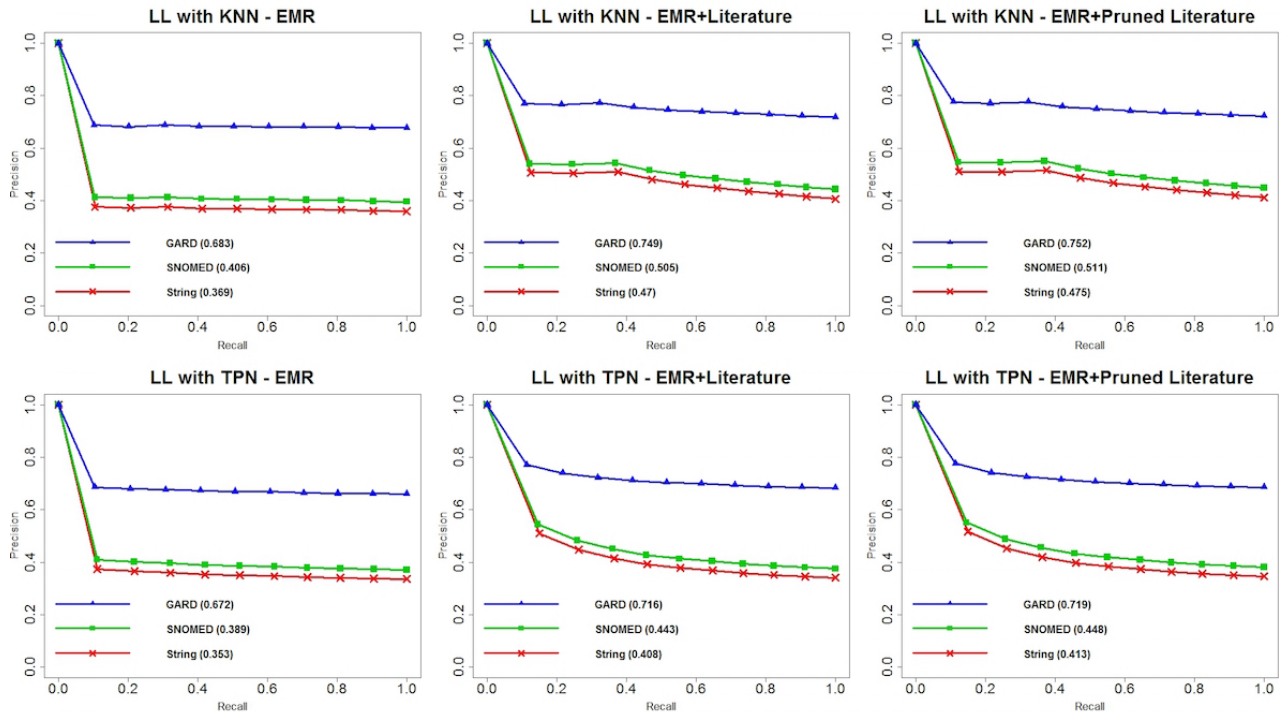 LL with KNN - EMR
1.0
0.8
0.6
0.4
0.2
0.0
Precision
GARD (0.683)
SNOMED (0.406)
String (0.369)
0.0 0.2 0.4 0.6 0.8 1.0
Recall
LL with KNN - EMR+Literature
1.0
0.8
0.6
0.4
0.2
0.0
Precision
GARD (0.749)
SNOMED (0.505)
String (0.47)
0.0 0.2 0.4 0.6 0.8 1.0
Recall
LL with KNN - EMR+Pruned Literature
1.0
0.8
0.6
0.4
0.2
0.0
Precision
GARD (0.752)
SNOMED (0.511)
String (0.475)
0.0 0.2 0.4 0.6 0.8 1.0
Recall
LL with TPN - EMR
1.0
0.8
0.6
0.4
0.2
0.0
Precision
GARD (0.672)
SNOMED (0.389)
String (0.353)
0.0 0.2 0.4 0.6 0.8 1.0
Recall
LL with TPN - EMR+Literature
1.0
0.8
0.6
0.4
0.2
0.0
Precision
GARD (0.716)
SNOMED (0.443)
String (0.408)
0.0 0.2 0.4 0.6 0.8 1.0
Recall
LL with TPN - EMR+Pruned Literature
1.0
0.8
0.6
0.4
0.2
0.0
Precision
GARD (0.719)
SNOMED (0.448)
String (0.413)
0.0 0.2 0.4 0.6 0.8 1.0
Recall